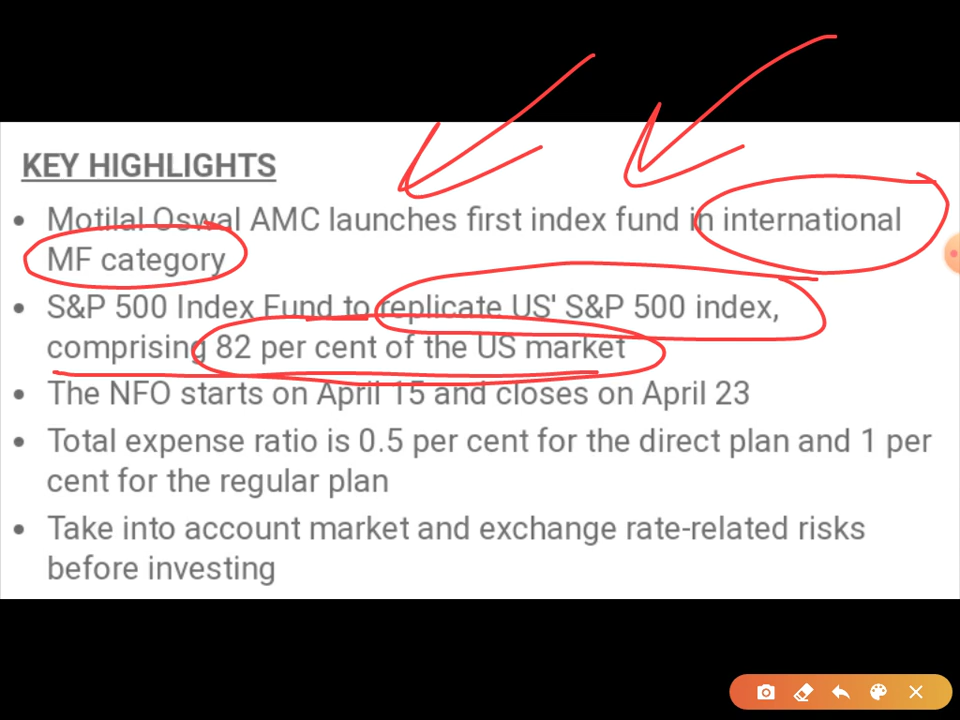 KEY HIGHLIGHTS
• Motilal Oswal AMC launches first index fund in international
MF category
• S&P 500 Index Fund to replicate US' S&P 500 index,
comprising 82 per cent of the US market
• The NFO starts on April 15 and closes on April 23
• Total expense ratio is 0.5 per cent for the direct plan and 1 per
cent for the regular plan
• Take into account market and exchange rate-related risks
before investing